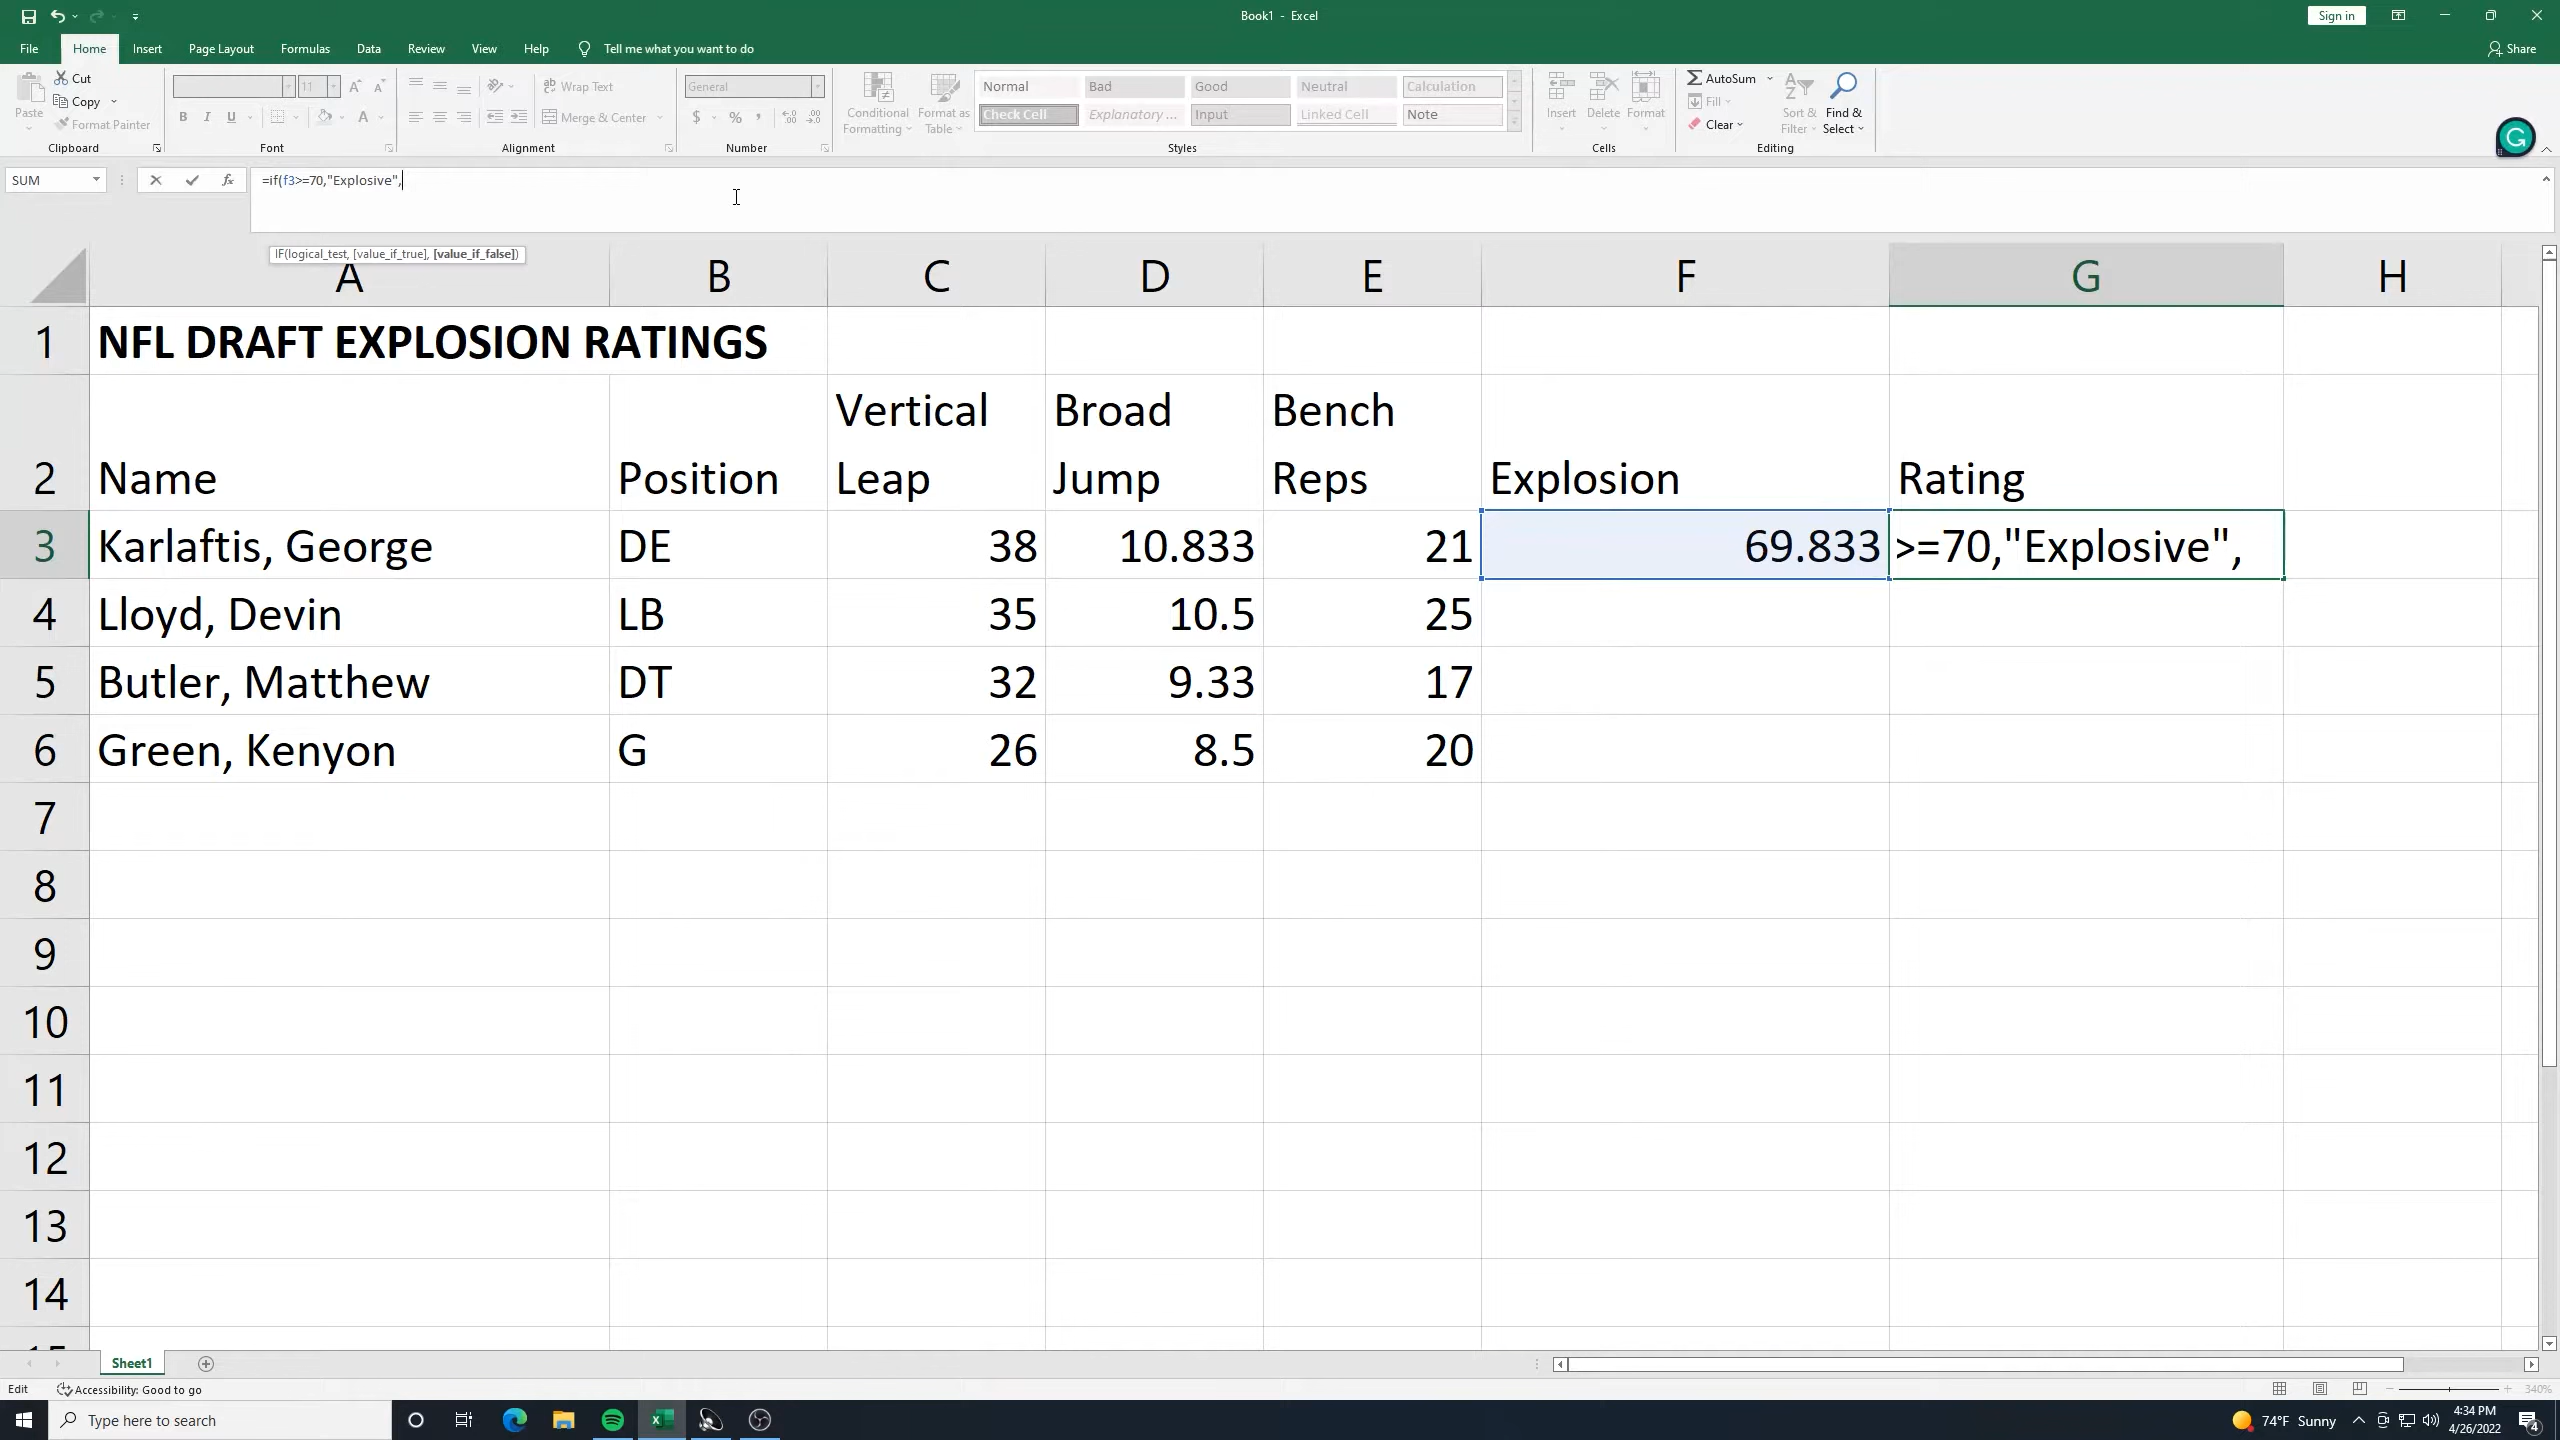 Book1 - Excel
Sign in
File Home Insert Page Layout Formulas Data Review View Help Tell me what you want to do Share
Paste
Cut
Copy
Format Painter
Clipboard
11
B I U
Font
Wrap Text
Merge & Center
Alignment
General
$ % ,
Number
Conditional Formatting
Format as Table
Normal Bad Good Neutral Calculation
Check Cell Explanatory ... Input Linked Cell Note
Styles
Insert Delete Format
Cells
AutoSum
Fill
Clear
Sort & Filter
Find & Select
Editing
SUM
=if(f3>=70,"Explosive",
IF(logical_test, [value_if_true], [value_if_false])
A B C D E F G H
1 NFL DRAFT EXPLOSION RATINGS
2 Name Position Vertical Leap Broad Jump Bench Reps Explosion Rating
3 Karlaftis, George DE 38 10.833 21 69.833 >=70,"Explosive",
4 Lloyd, Devin LB 35 10.5 25
5 Butler, Matthew DT 32 9.33 17
6 Green, Kenyon G 26 8.5 20
7
8
9
10
11
12
13
14
Sheet1
Edit Accessibility: Good to go
340%
Type here to search
74°F Sunny
4:34 PM
4/26/2022
4